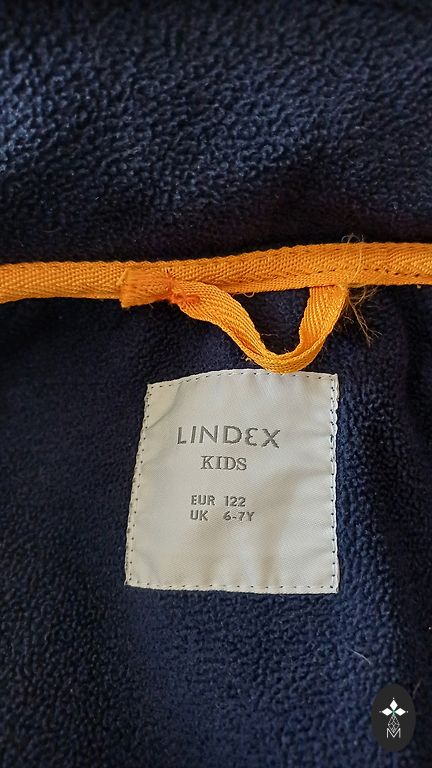 LINDEX
KIDS
EUR 122
UK 6-7Y